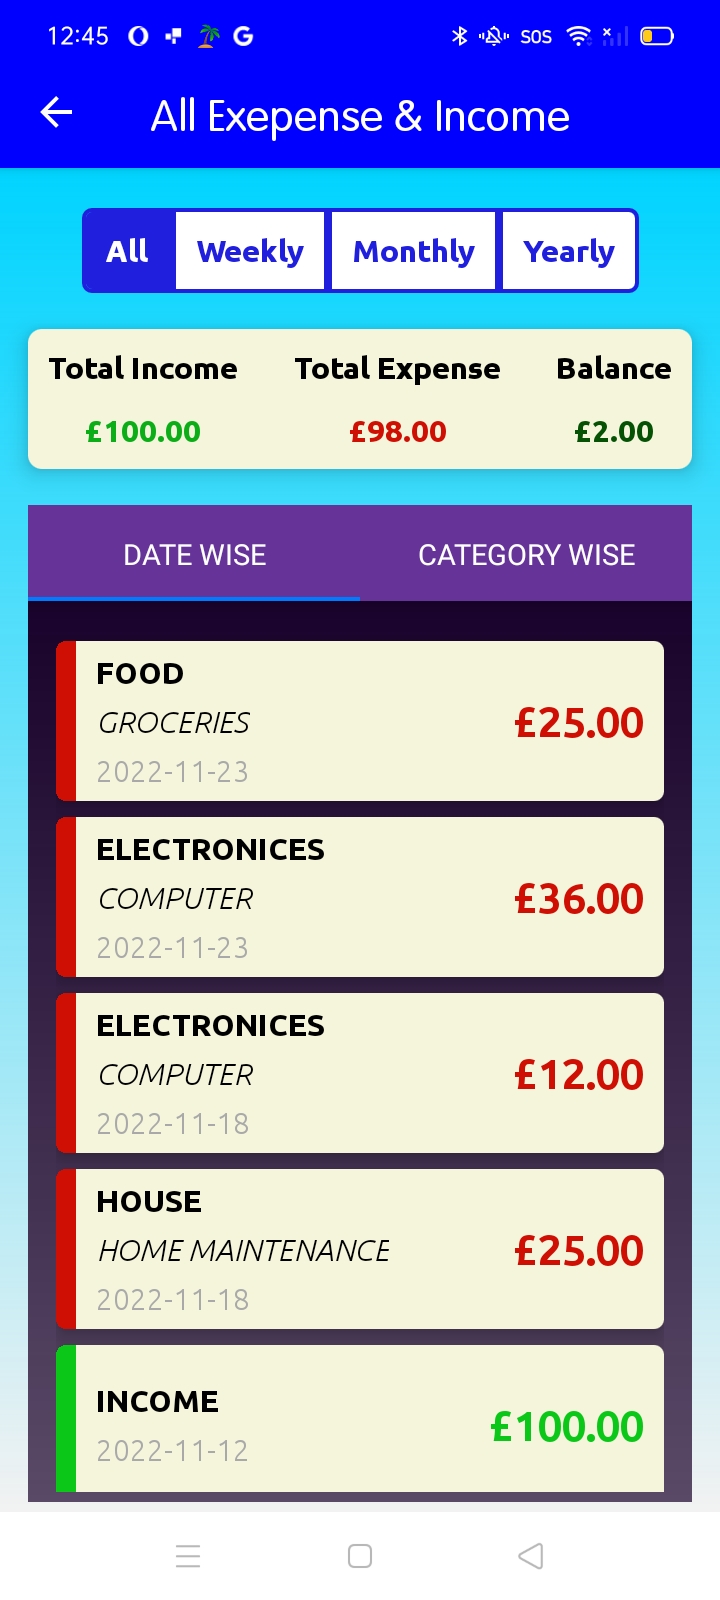 12:45 SOS
All Exepense & Income
All Weekly Monthly Yearly
Total Income Total Expense Balance
£100.00 £98.00 £2.00
DATE WISE CATEGORY WISE
FOOD
GROCERIES
£25.00
2022-11-23
ELECTRONICES
COMPUTER
£36.00
2022-11-23
ELECTRONICES
COMPUTER
£12.00
2022-11-18
HOUSE
HOME MAINTENANCE
£25.00
2022-11-18
INCOME
£100.00
2022-11-12